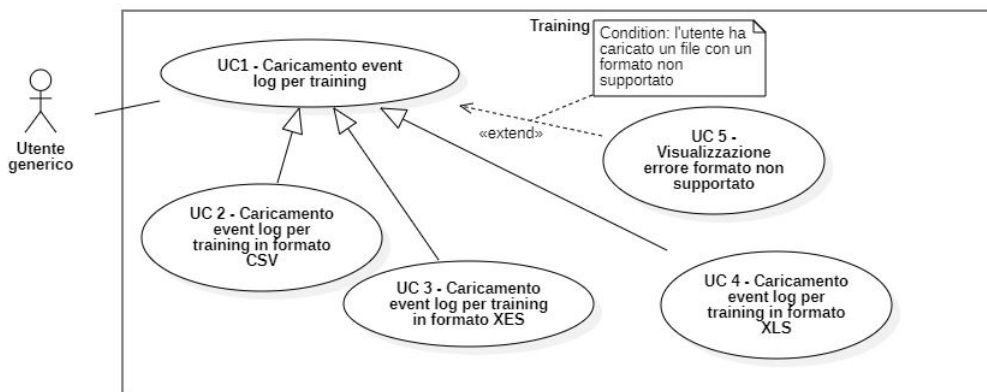 Training
Condition: l'utente ha
caricato un file con un
formato non
supportato
UC1 - Caricamento event
log per training
Utente
generico
«extend»
UC 5 -
Visualizzazione
errore formato non
supportato
UC 2 - Caricamento
event log per
training in formato
CSV
UC 3 - Caricamento
event log per training
in formato XES
UC 4 - Caricamento
event log per
training in formato
XLS